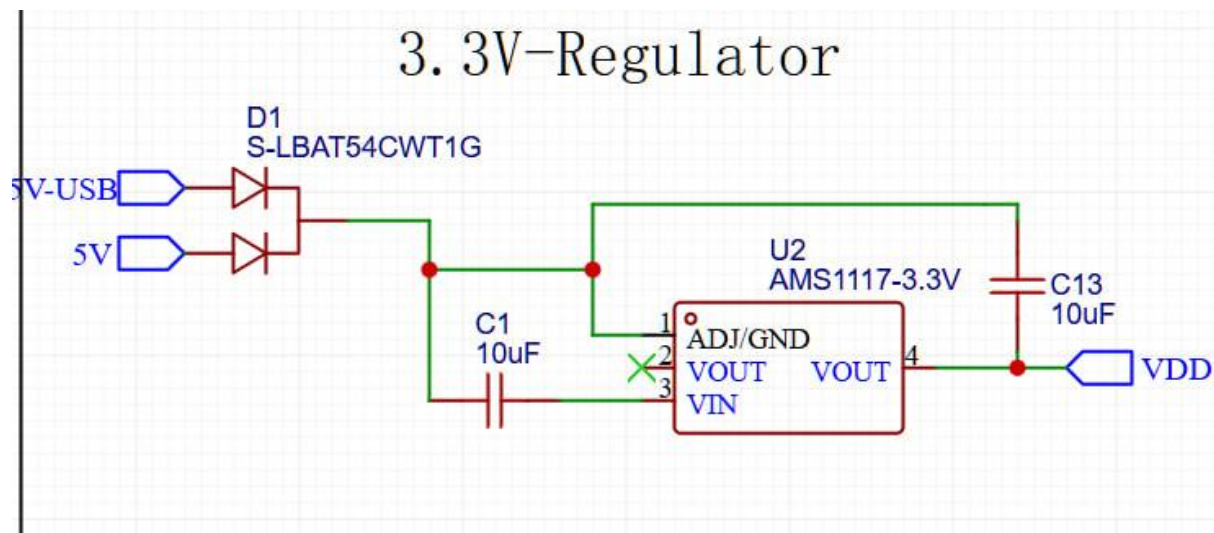 3.3V-Regulator
D1
S-LBAT54CWT1G
5V-USB
5V
U2
AMS1117-3.3V
C1
10uF
C13
10uF
1
ADJ/GND
2
VOUT
VOUT
4
3
VIN
VDD